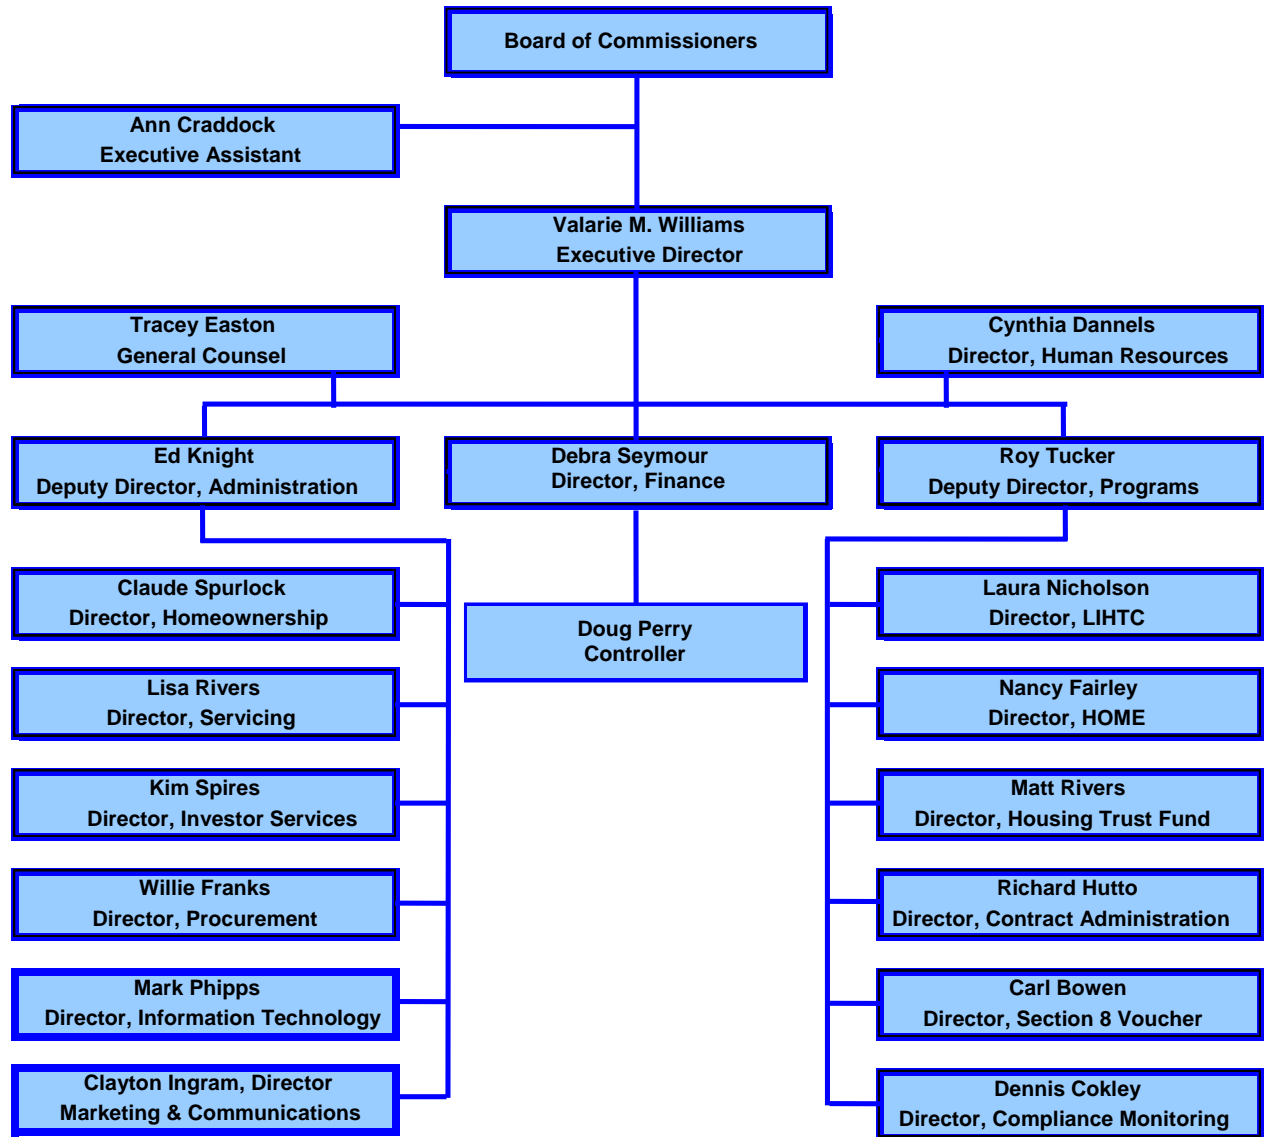 Board of Commissioners
Ann Craddock
Executive Assistant
Valarie M. Williams
Executive Director
Tracey Easton
General Counsel
Cynthia Dannels
Director, Human Resources
Ed Knight
Deputy Director, Administration
Debra Seymour
Director, Finance
Roy Tucker
Deputy Director, Programs
Claude Spurlock
Director, Homeownership
Doug Perry
Controller
Laura Nicholson
Director, LIHTC
Lisa Rivers
Director, Servicing
Nancy Fairley
Director, HOME
Kim Spires
Director, Investor Services
Matt Rivers
Director, Housing Trust Fund
Willie Franks
Director, Procurement
Richard Hutto
Director, Contract Administration
Mark Phipps
Director, Information Technology
Carl Bowen
Director, Section 8 Voucher
Clayton Ingram, Director
Marketing & Communications
Dennis Cokley
Director, Compliance Monitoring